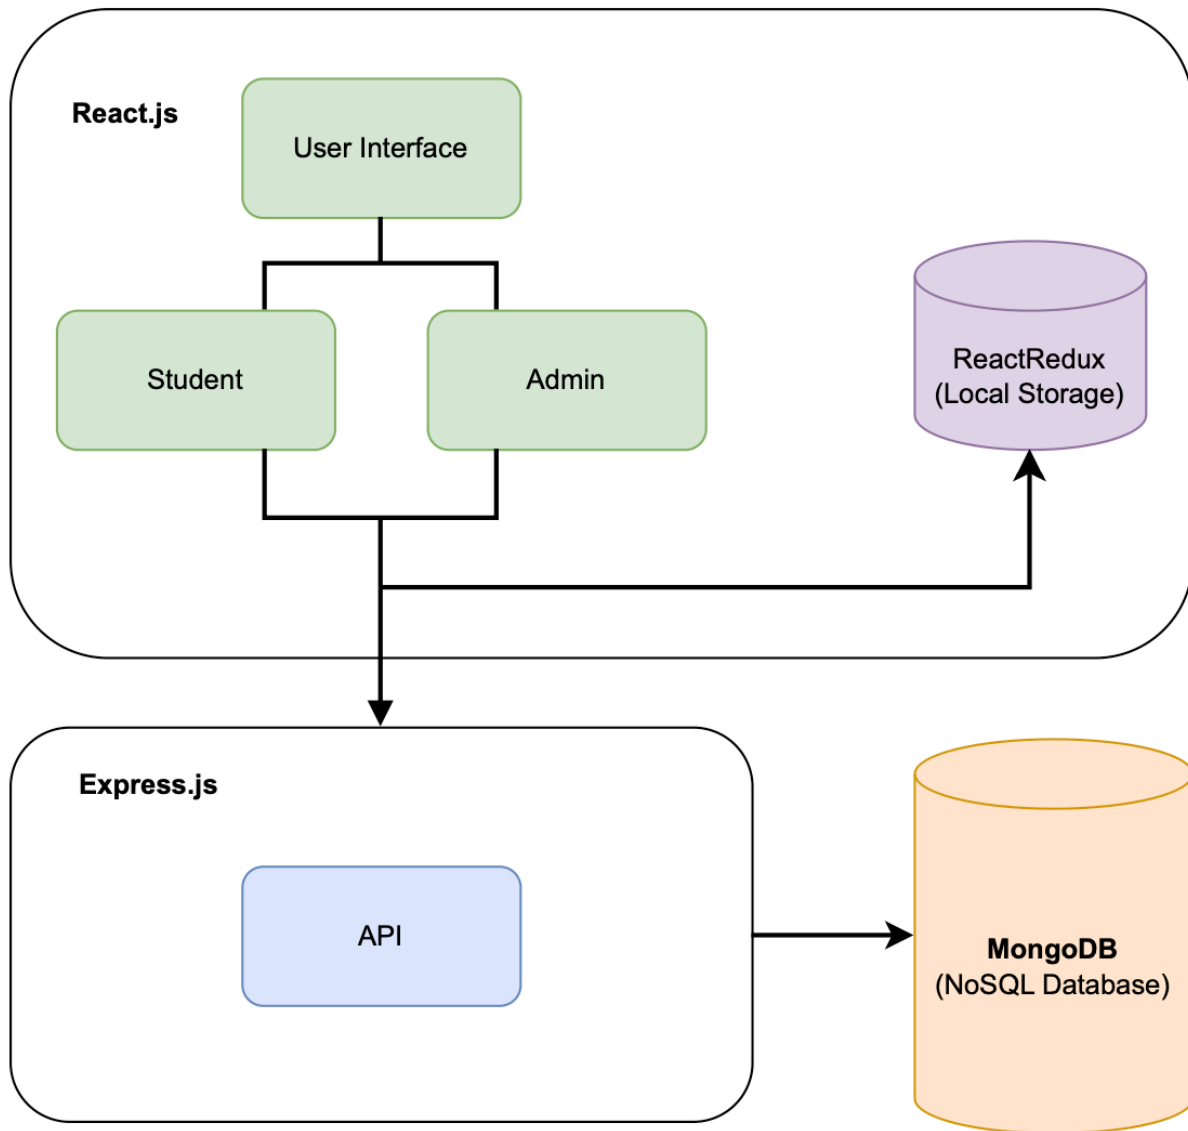 React.js
User Interface
Student
Admin
ReactRedux
(Local Storage)
Express.js
API
MongoDB
(NoSQL Database)